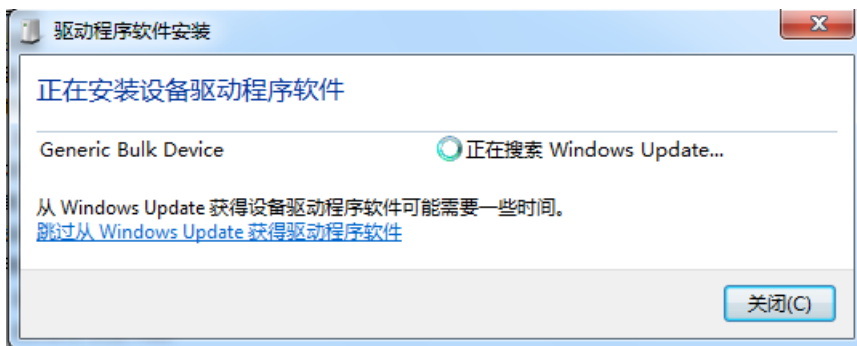 驱动程序软件安装
正在安装设备驱动程序软件
Generic Bulk Device 正在搜索 Windows Update...
从 Windows Update 获得设备驱动程序软件可能需要一些时间。
跳过从 Windows Update 获得驱动程序软件
关闭(C)